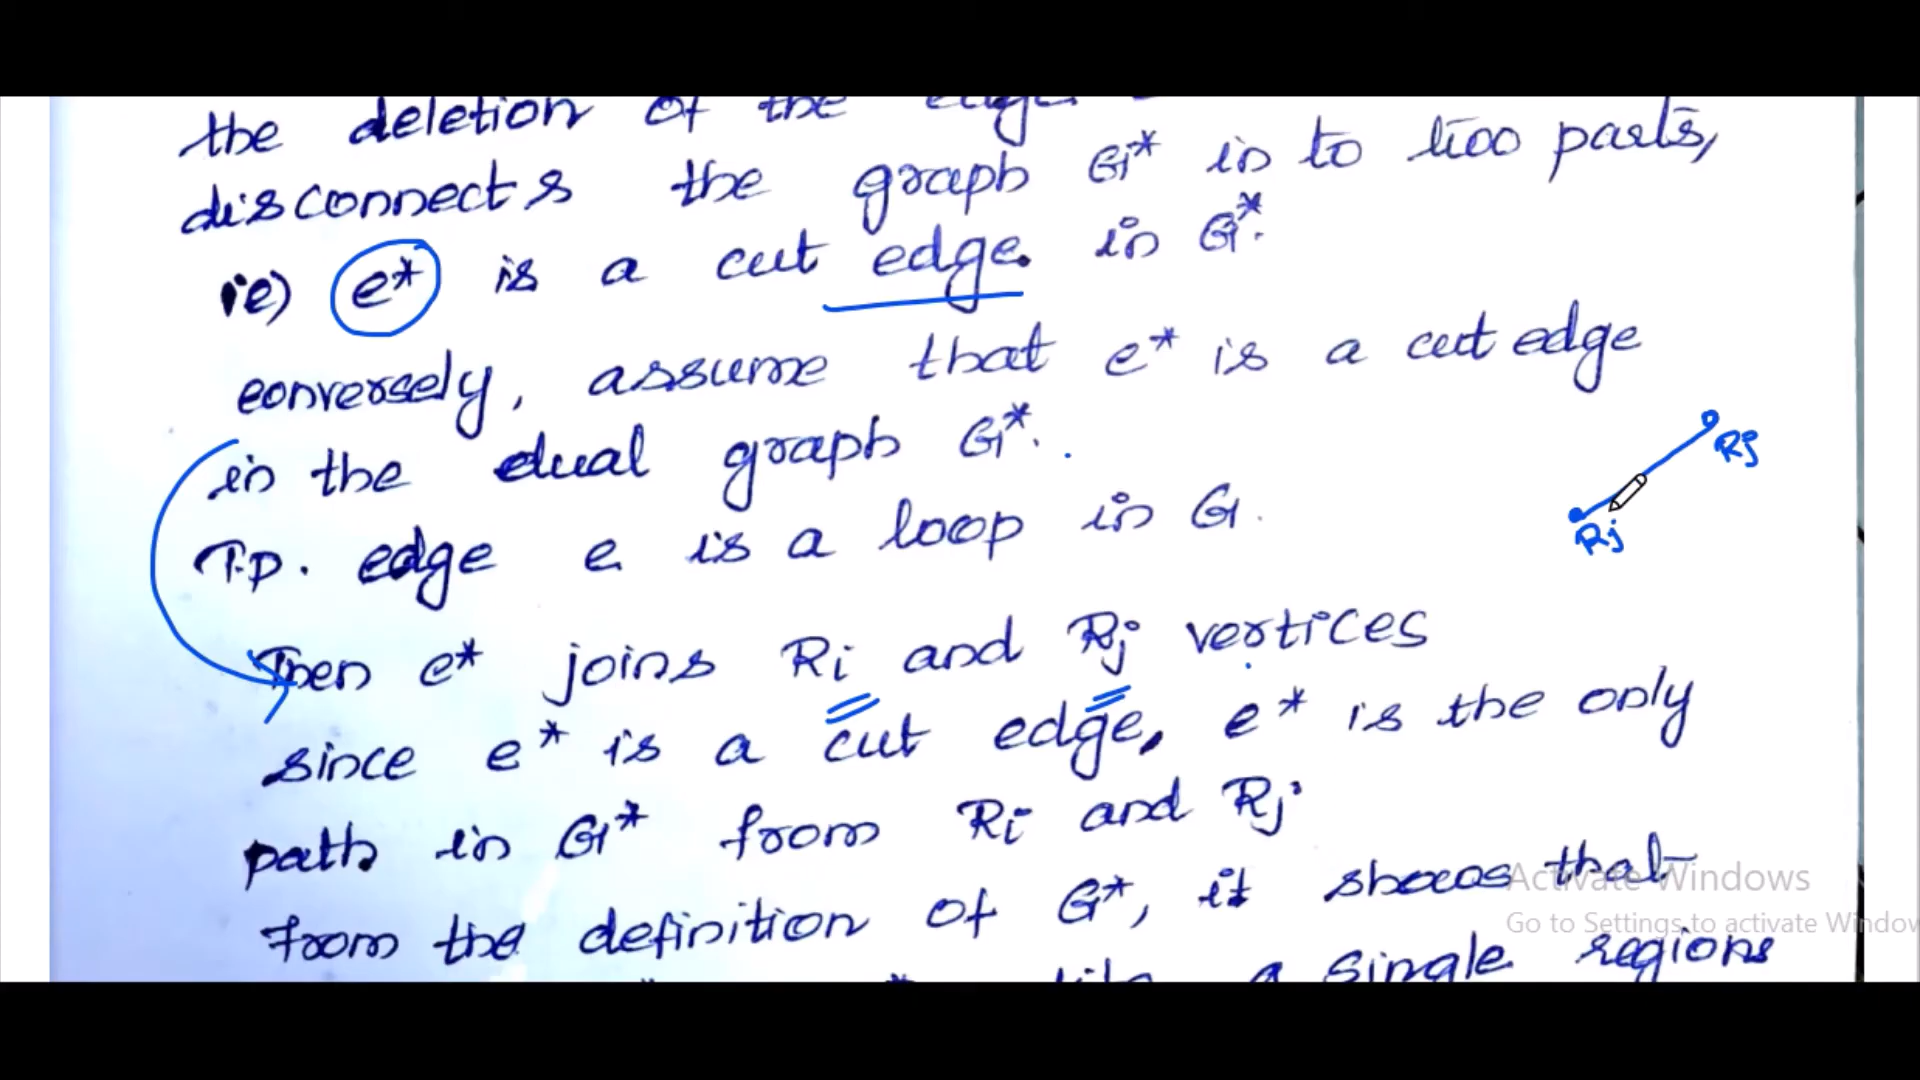 the deletion of the edge
disconnects the graph G* in to two parts,
ie) e* is a cut edge. in G*.
conversely, assume that e* is a cut edge
in the dual graph G*.
T.p. edge e is a loop in G.
Rj
Rj
Then e* joins Ri and Rj vertices
since e* is a cut edge, e* is the only
path in G* from Ri and Rj
from the definition of G*, it shows that
a single regions
Activate Windows
Go to Settings to activate Window